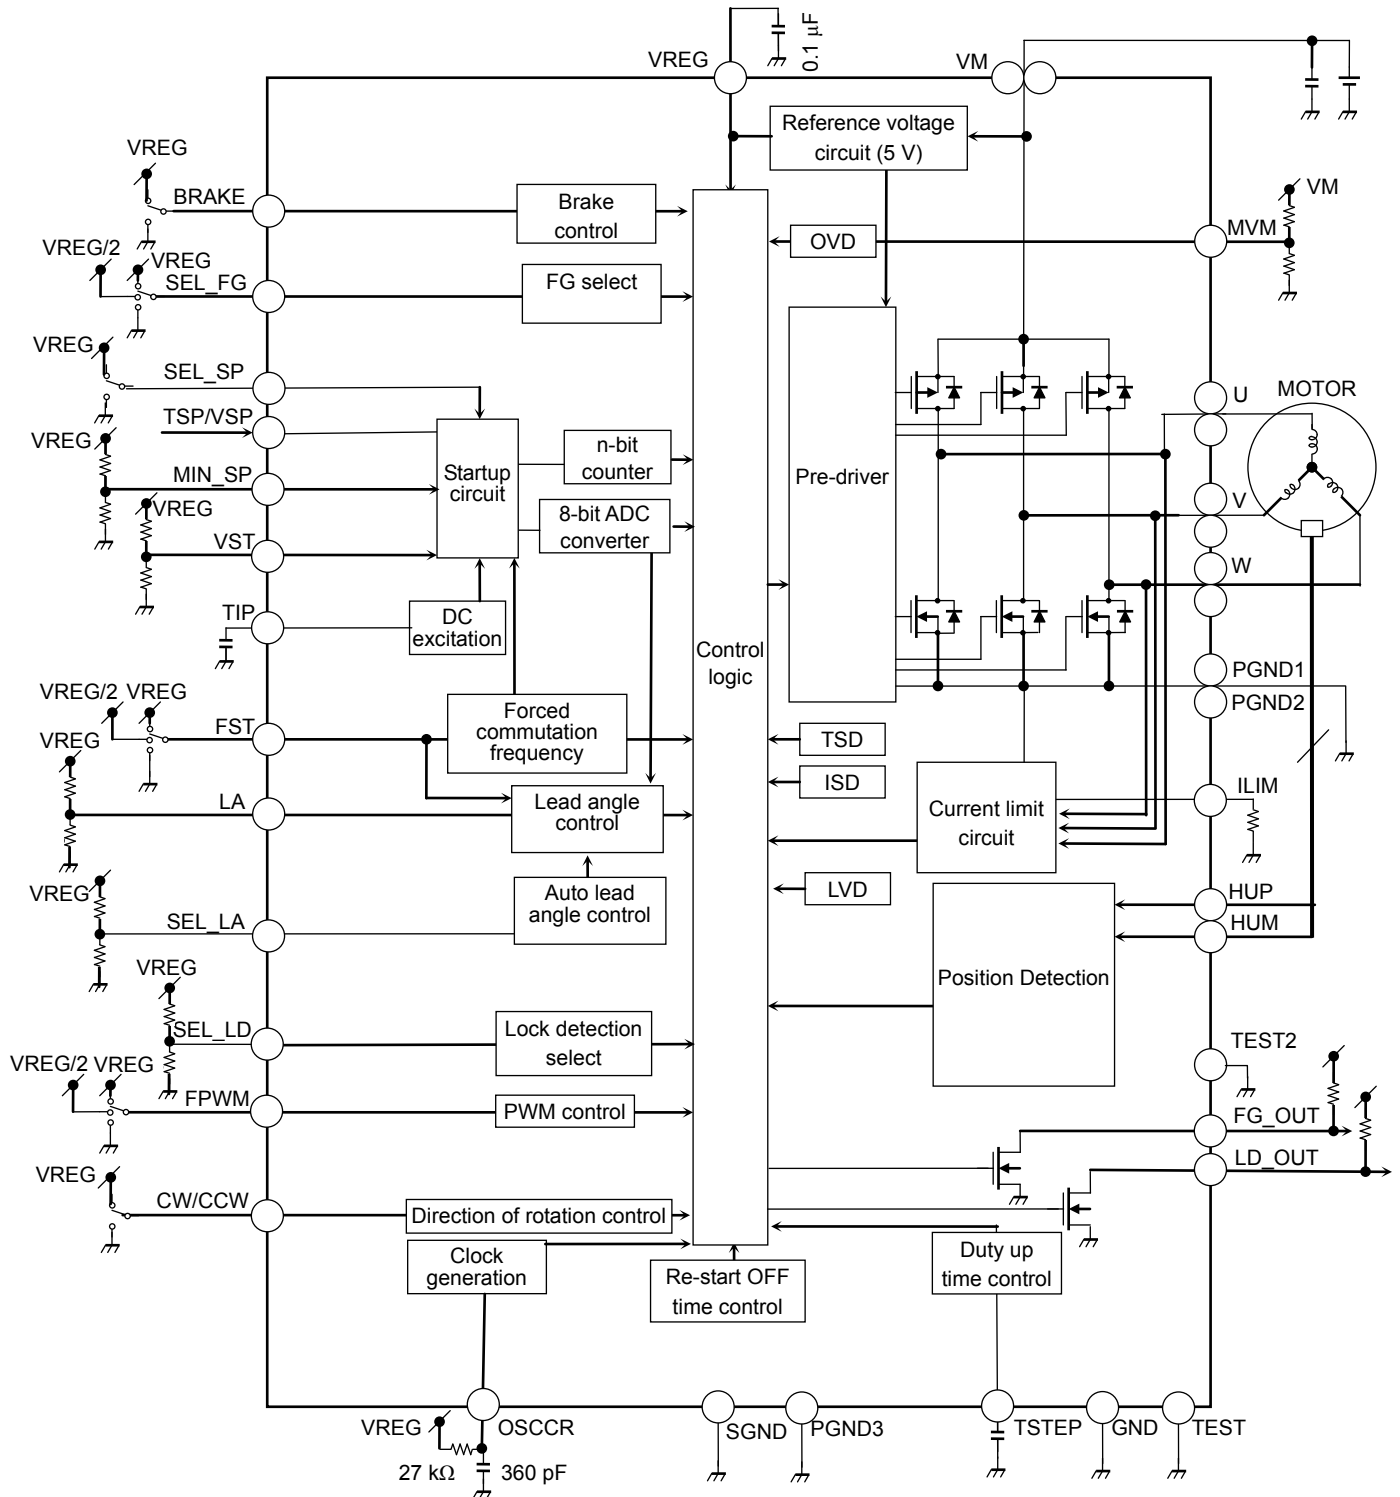 0.1 µF
VREG
VM
Reference voltage
circuit (5 V)
VREG
BRAKE
Brake
control
VM
MVM
OVD
VREG/2
VREG
SEL_FG
FG select
VREG
SEL_SP
TSP/VSP
VREG
MIN_SP
VREG
VST
Startup
circuit
n-bit
counter
8-bit ADC
converter
Pre-driver
U
MOTOR
V
W
TIP
DC
excitation
Control
logic
PGND1
PGND2
VREG/2
VREG
FST
Forced
commutation
frequency
TSD
ISD
VREG
LA
Lead angle
control
Current limit
circuit
ILIM
VREG
SEL_LA
Auto lead
angle control
LVD
HUP
HUM
Position Detection
VREG
SEL_LD
Lock detection
select
TEST2
VREG/2
VREG
FPWM
PWM control
FG_OUT
LD_OUT
VREG
CW/CCW
Direction of rotation control
Clock
generation
Re-start OFF
time control
Duty up
time control
VREG
OSCCR
27 kΩ
360 pF
SGND
PGND3
TSTEP
GND
TEST